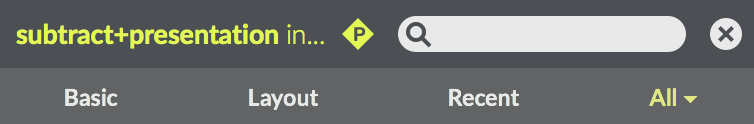 subtract+presentation in... P
Basic Layout Recent All